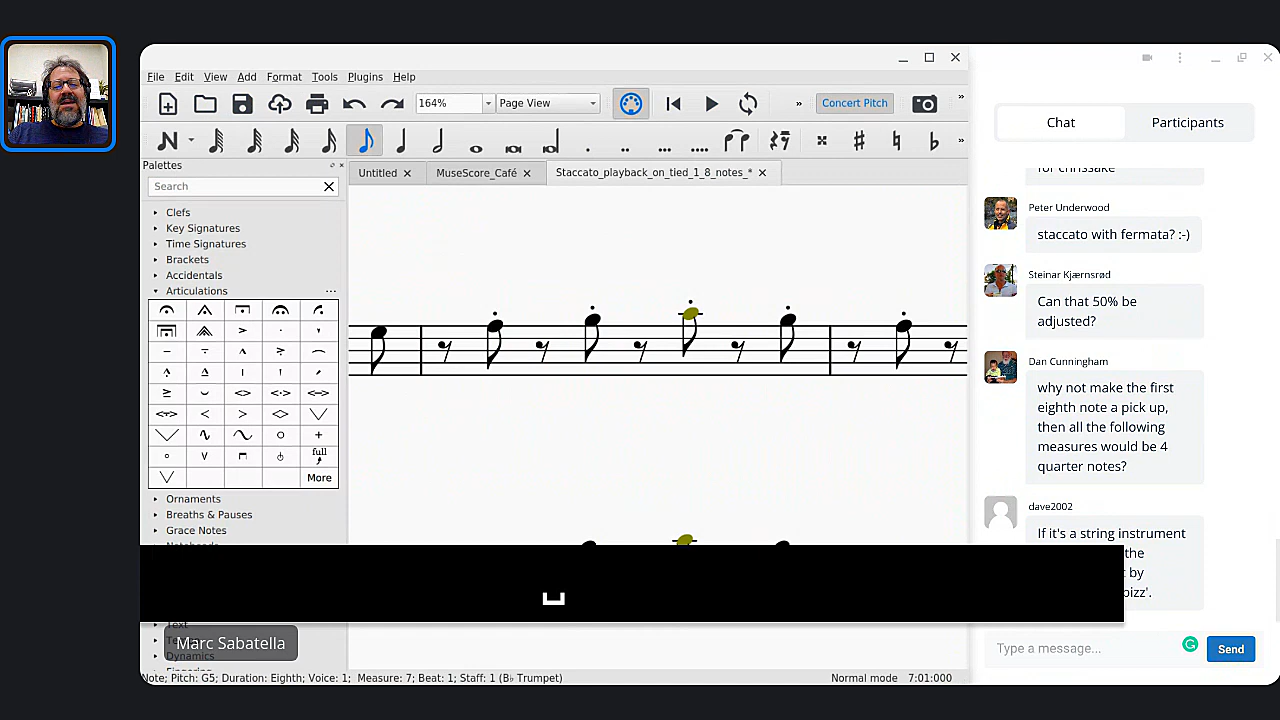 File Edit View Add Format Tools Plugins Help
164% Page View » Concert Pitch »
Palettes
Search
Clefs
Key Signatures
Time Signatures
Brackets
Accidentals
Articulations ...
full
More
Ornaments
Breaths & Pauses
Grace Notes
Text
Dynamics
Untitled MuseScore_Café Staccato_playback_on_tied_1_8_notes_*
Marc Sabatella
Note; Pitch: G5; Duration: Eighth; Voice: 1; Measure: 7; Beat: 1; Staff: 1 (B♭ Trumpet)
Normal mode 7:01:000
Chat Participants
for chrissake
Peter Underwood
staccato with fermata? :-)
Steinar Kjærnsrød
Can that 50% be
adjusted?
Dan Cunningham
why not make the first
eighth note a pick up,
then all the following
measures would be 4
quarter notes?
dave2002
If it's a string instrument
the
by
Type a message...
Send